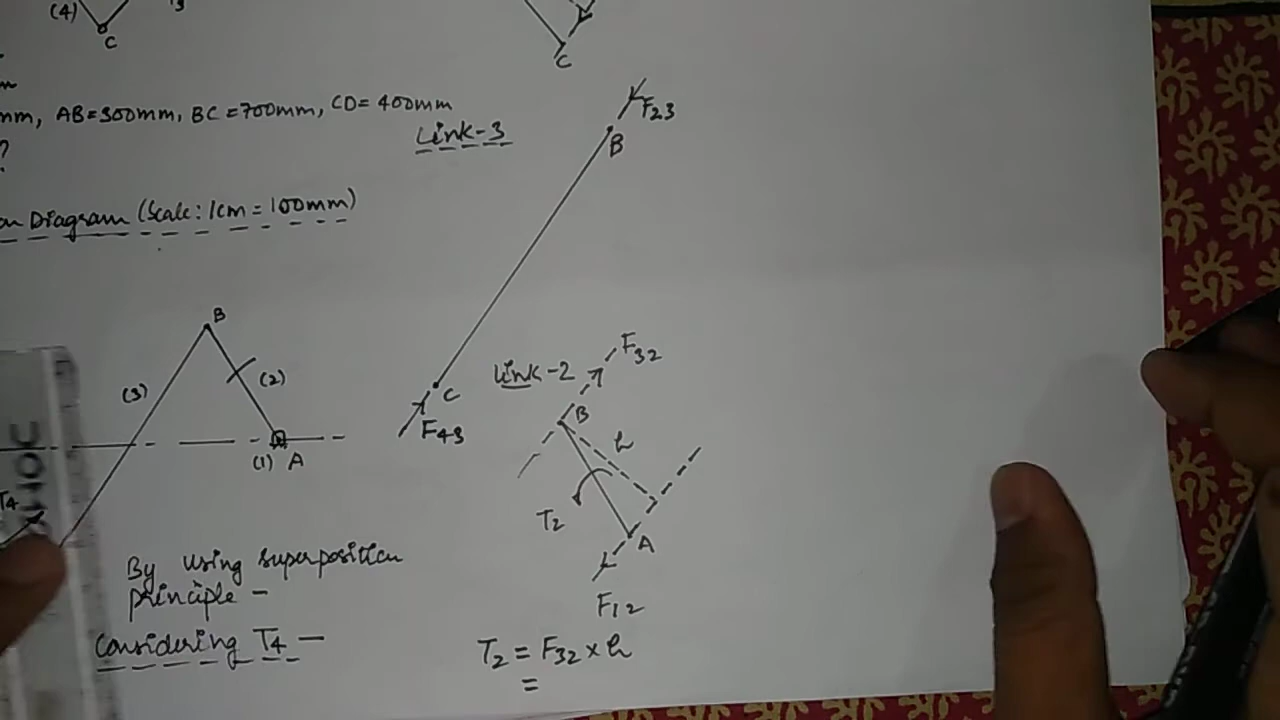 (4)
C
C
mm, AB=300mm, BC=700mm, CD= 400mm
?
Link-3
F23
B
on Diagram (Scale: 1cm = 100mm)
C
F43
B
(3)
(2)
(1) A
T4
Link-2
F32
B
h
T2
A
F12
By using superposition
principle -
Considering T4 -
T2 = F32 × h
=